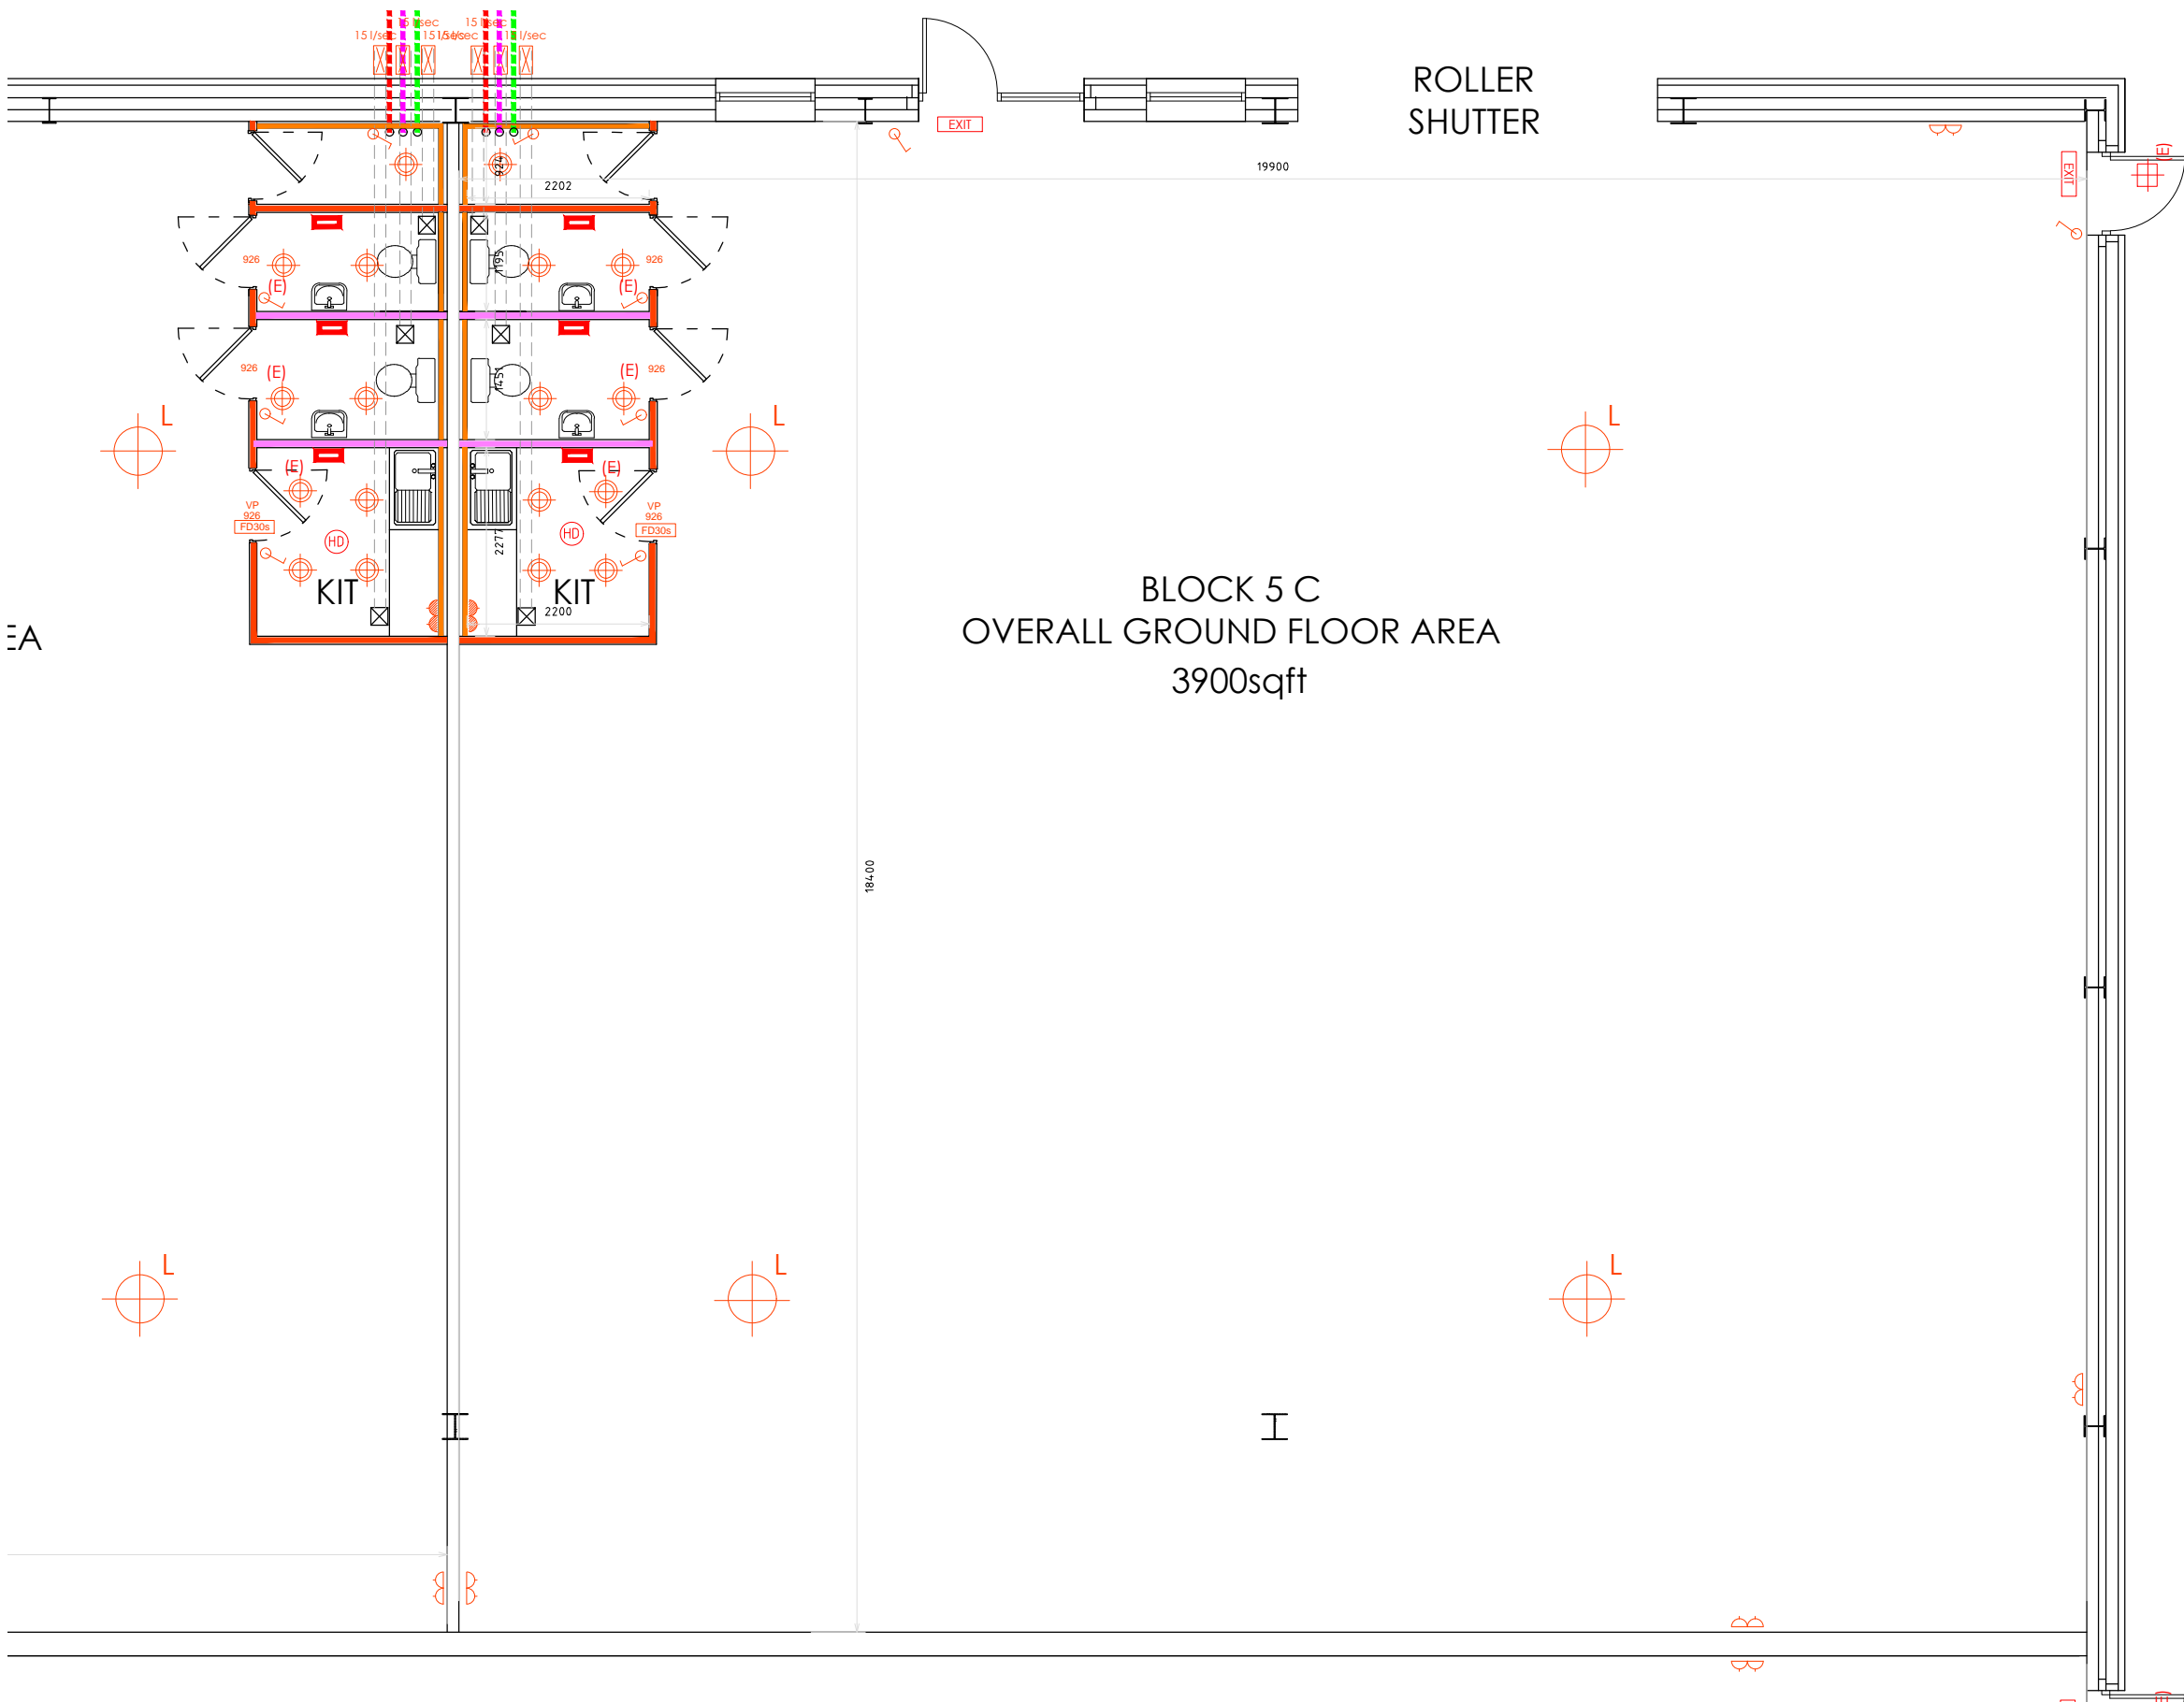 15 l/sec
15 l/sec
15 l/sec
15 l/sec
15 l/sec
15 l/sec
ROLLER
SHUTTER
EXIT
EXIT
(E)
924
2202
19900
926
(E)
1195
(E)
926
926
(E)
1451
(E)
926
L
L
L
(E)
(E)
VP
926
FD30s
HD
2277
HD
VP
926
FD30s
KIT
KIT
2200
BLOCK 5 C
OVERALL GROUND FLOOR AREA
3900sqft
EA
18400
L
L
L